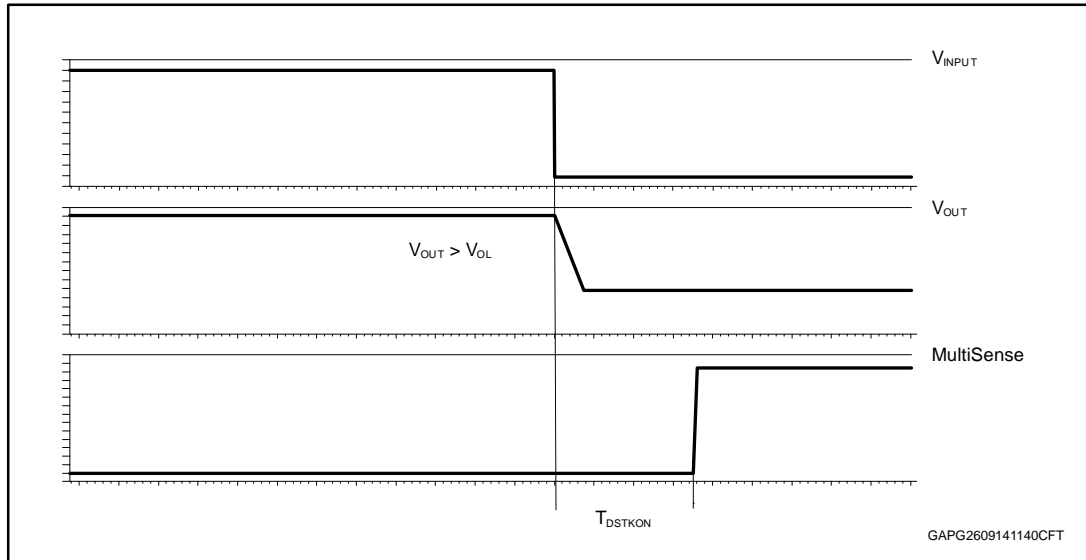 VINPUT
VOUT
VOUT > VOL
MultiSense
TDSTKON
GAPG2609141140CFT